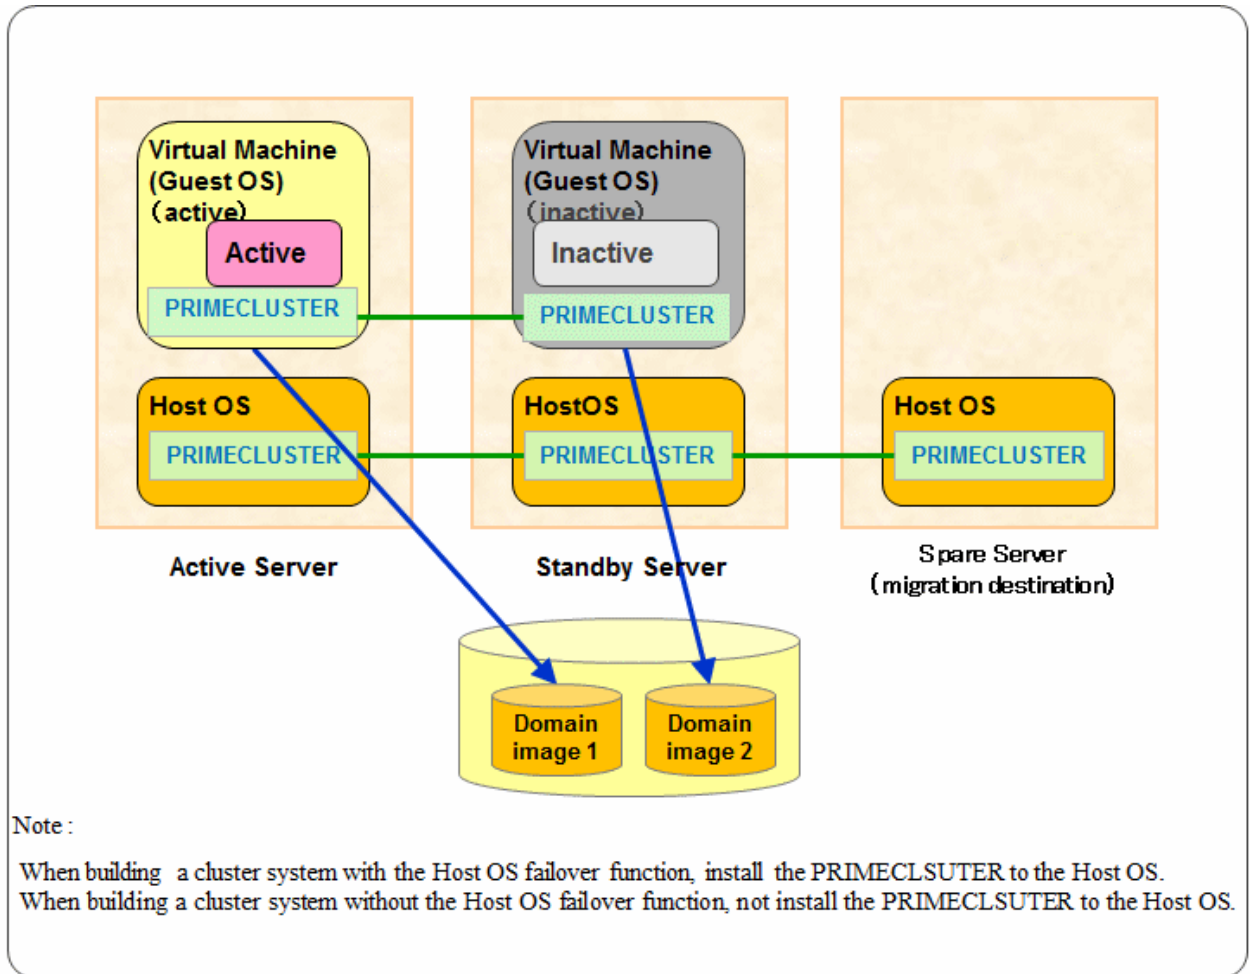 Virtual Machine
(Guest OS)
(active)
Active
PRIMECLUSTER
Virtual Machine
(Guest OS)
(inactive)
Inactive
PRIMECLUSTER
Host OS
PRIMECLUSTER
HostOS
PRIMECLUSTER
Host OS
PRIMECLUSTER
Active Server
Standby Server
Spare Server
(migration destination)
Domain
image 1
Domain
image 2
Note :
When building a cluster system with the Host OS failover function, install the PRIMECLSUTER to the Host OS.
When building a cluster system without the Host OS failover function, not install the PRIMECLSUTER to the Host OS.